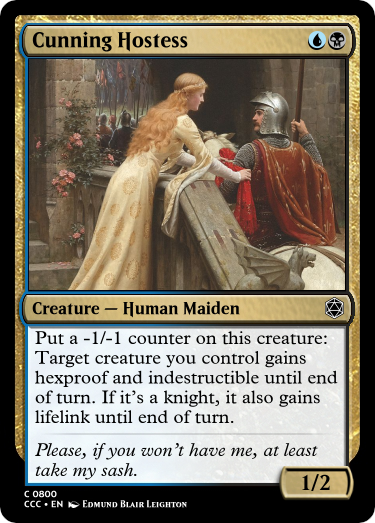 Cunning Hostess
Creature — Human Maiden
Put a -1/-1 counter on this creature:
Target creature you control gains
hexproof and indestructible until end
of turn. If it's a knight, it also gains
lifelink until end of turn.
Please, if you won't have me, at least
take my sash.
1/2
C 0800
CCC • EN Edmund Blair Leighton